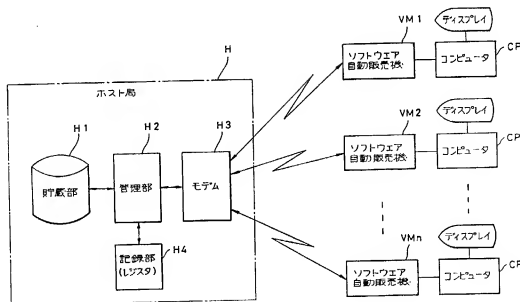 H
ホスト局
H1
貯蔵部
H2
管理部
H3
モデム
H4
記録部
(レジスタ)
VM1
ソフトウェア
自動販売機
ディスプレイ
コンピュータ
CP
VM2
ソフトウェア
自動販売機
ディスプレイ
コンピュータ
CP
VMn
ソフトウェア
自動販売機
ディスプレイ
コンピュータ
CP